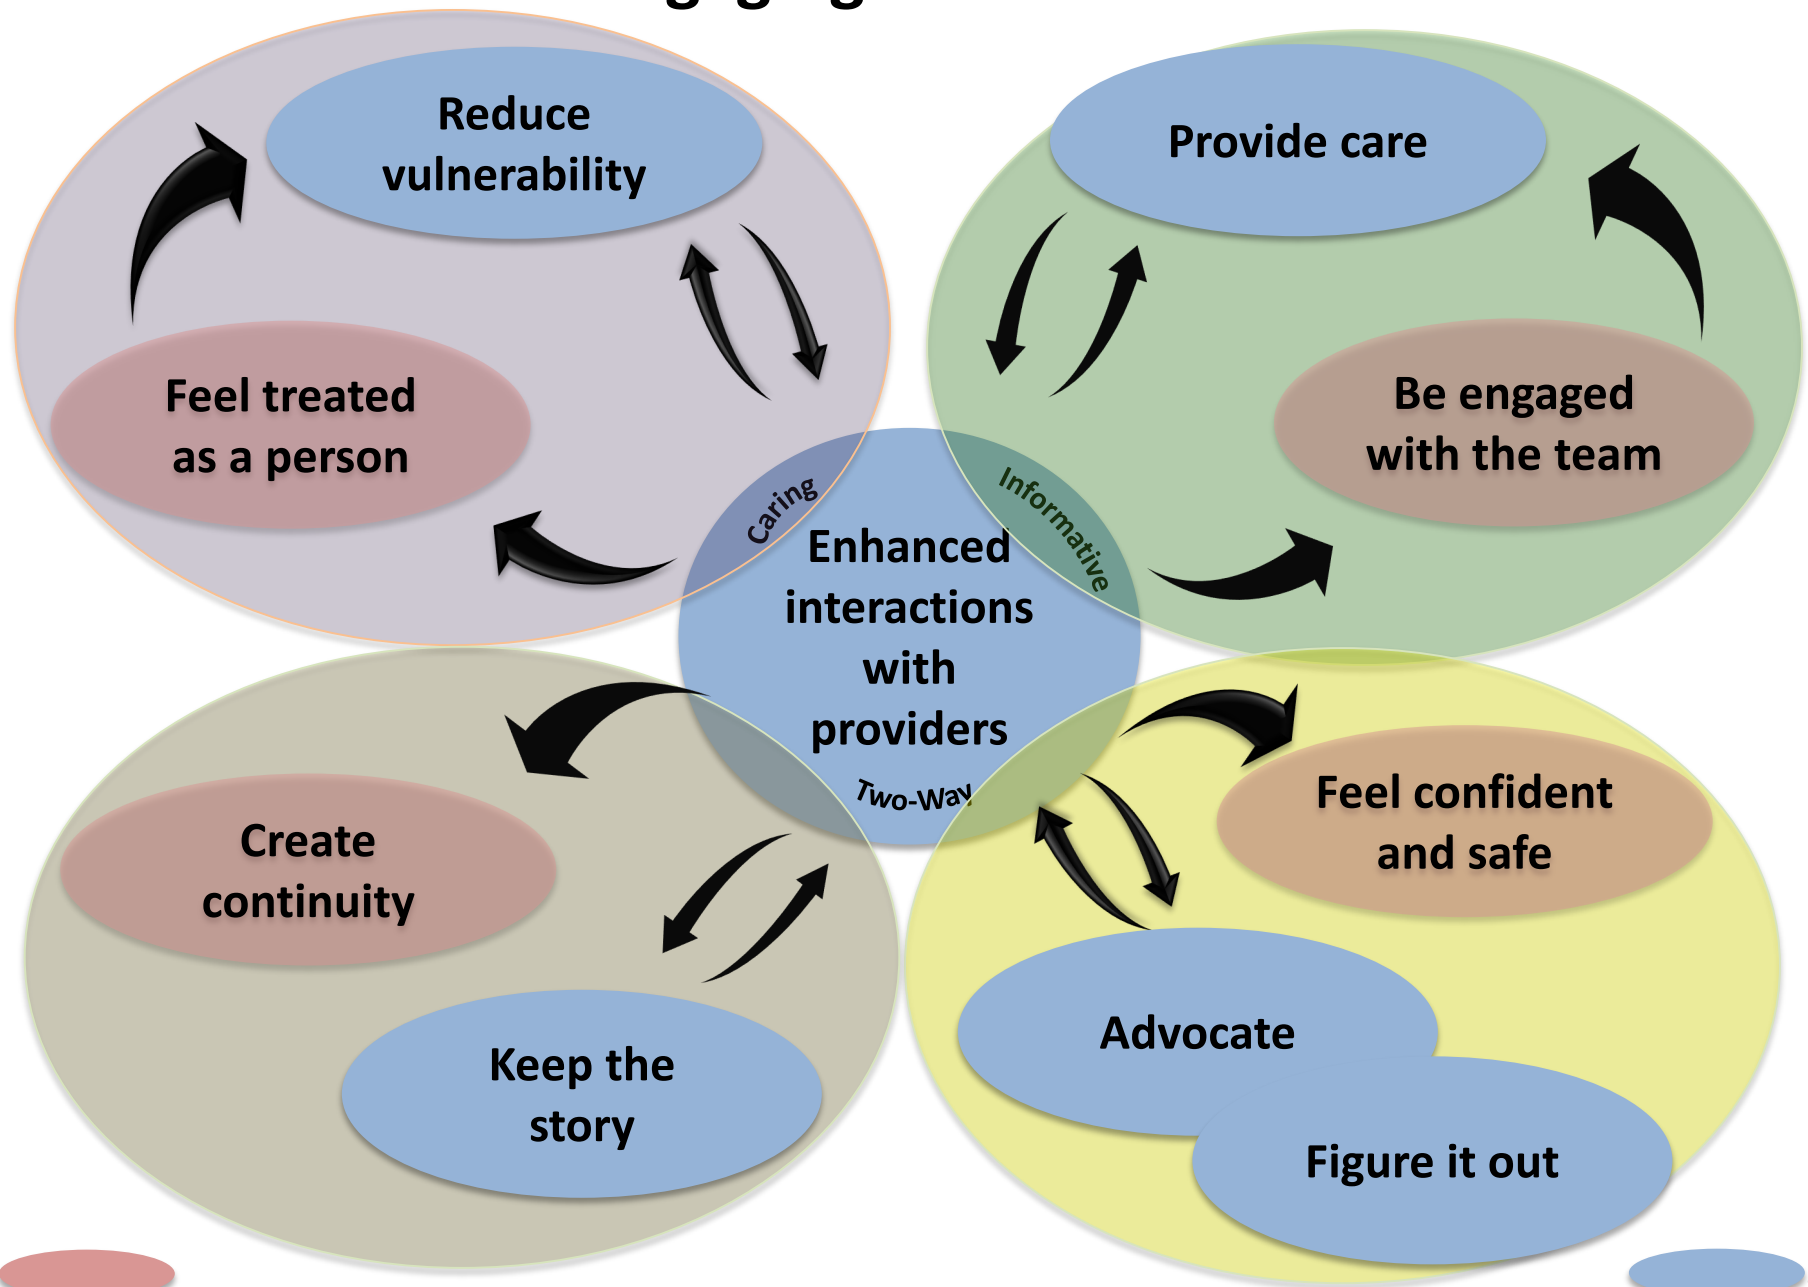 Reduce
vulnerability
Provide care
Feel treated
as a person
Be engaged
with the team
Caring
Informative
Enhanced
interactions
with
providers
Two-Way
Create
continuity
Feel confident
and safe
Keep the
story
Advocate
Figure it out